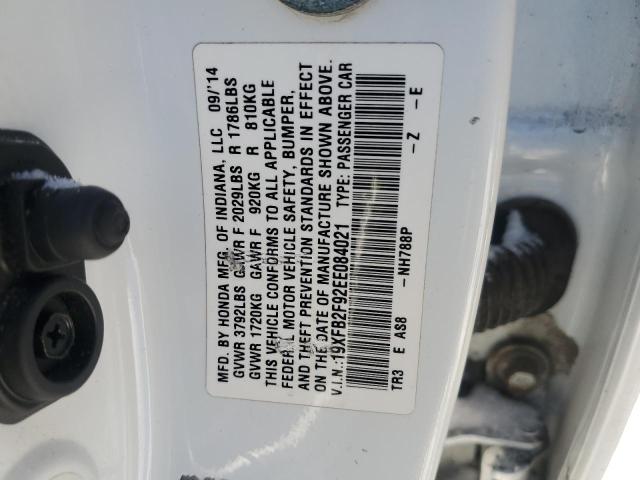 MFD. BY HONDA MFG. OF INDIANA, LLC 09/'14
GVWR 3792LBS GAWR F 2029LBS R 1786LBS
GVWR 1720KG GAWR F 920KG R 810KG
THIS VEHICLE CONFORMS TO ALL APPLICABLE
FEDERAL MOTOR VEHICLE SAFETY, BUMPER,
AND THEFT PREVENTION STANDARDS IN EFFECT
ON THE DATE OF MANUFACTURE SHOWN ABOVE.
V.I.N.:19XFB2F92EE084021 TYPE: PASSENGER CAR
TR3 E AS8 –NH788P –Z –E